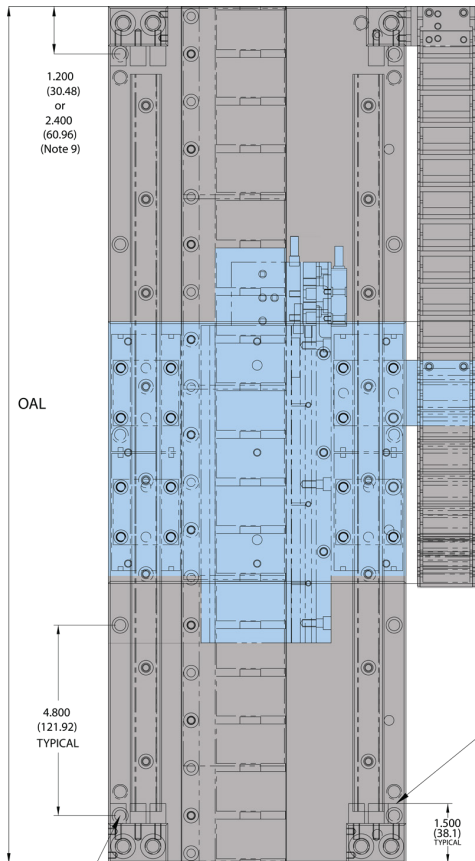 1.200
(30.48)
or
2.400
(60.96)
(Note 9)
OAL
4.800
(121.92)
TYPICAL
1.500
(38.1)
TYPICAL